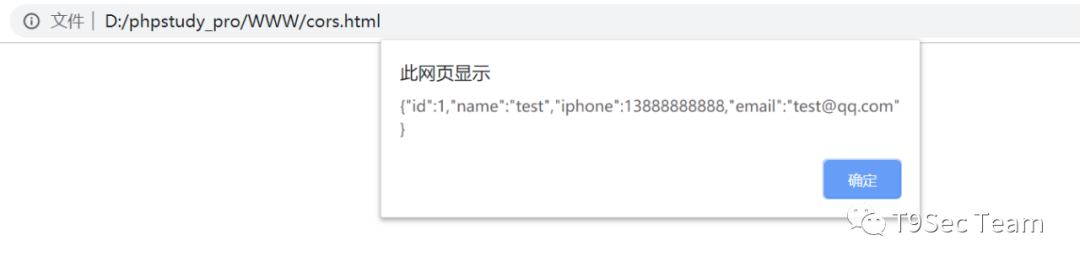 文件 | D:/phpstudy_pro/WWW/cors.html
此网页显示
{"id":1,"name":"test","iphone":13888888888,"email":"test@qq.com"
}
确定
T9Sec Team